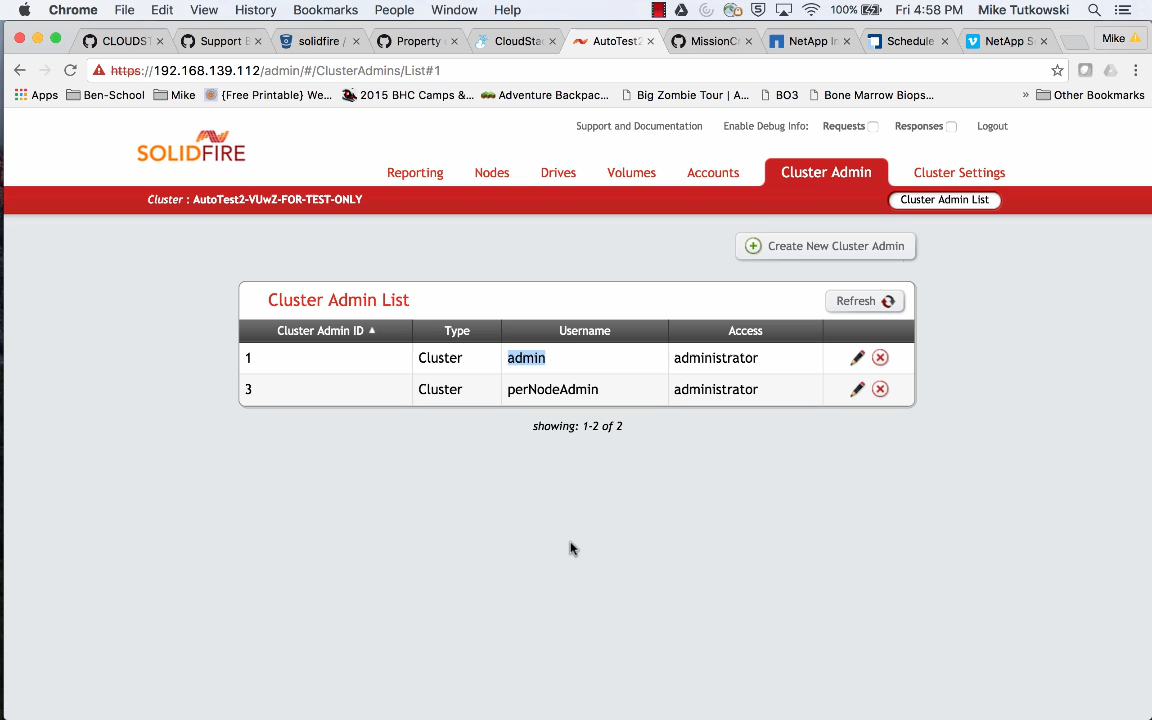 Chrome File Edit View History Bookmarks People Window Help 100% Fri 4:58 PM Mike Tutkowski
CLOUDST Support B solidfire / Property CloudStac AutoTest2 MissionC NetApp In Schedule NetApp S Mike
https://192.168.139.112/admin/#/ClusterAdmins/List#1
Apps Ben-School Mike {Free Printable} We... 2015 BHC Camps &... Adventure Backpac... Big Zombie Tour | A... BO3 Bone Marrow Biops... » Other Bookmarks
Support and Documentation Enable Debug Info: Requests Responses Logout
SOLIDFIRE
Reporting Nodes Drives Volumes Accounts Cluster Admin Cluster Settings
Cluster : AutoTest2-VUwZ-FOR-TEST-ONLY Cluster Admin List
Create New Cluster Admin
Cluster Admin List Refresh
Cluster Admin ID Type Username Access
1 Cluster admin administrator
3 Cluster perNodeAdmin administrator
showing: 1-2 of 2